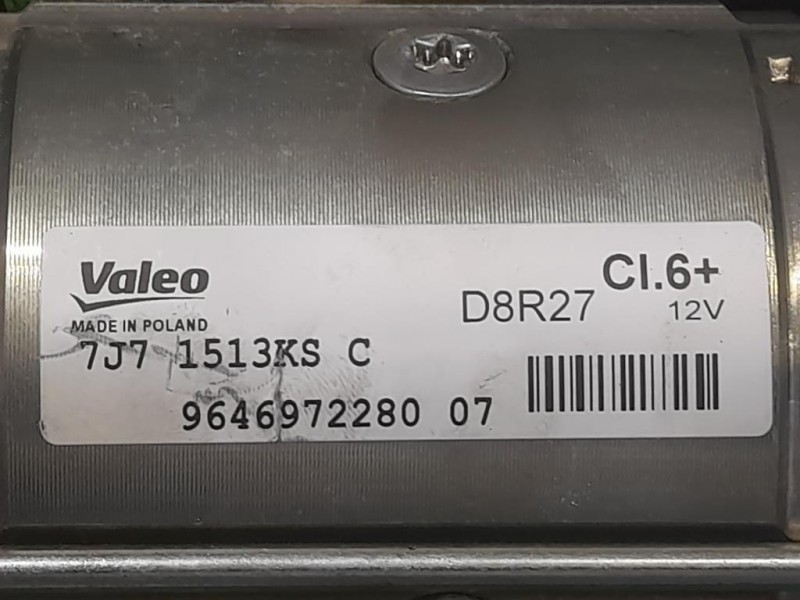 Valeo
MADE IN POLAND
D8R27
Cl.6+
12V
7J7 1513KS C
9646972280 07